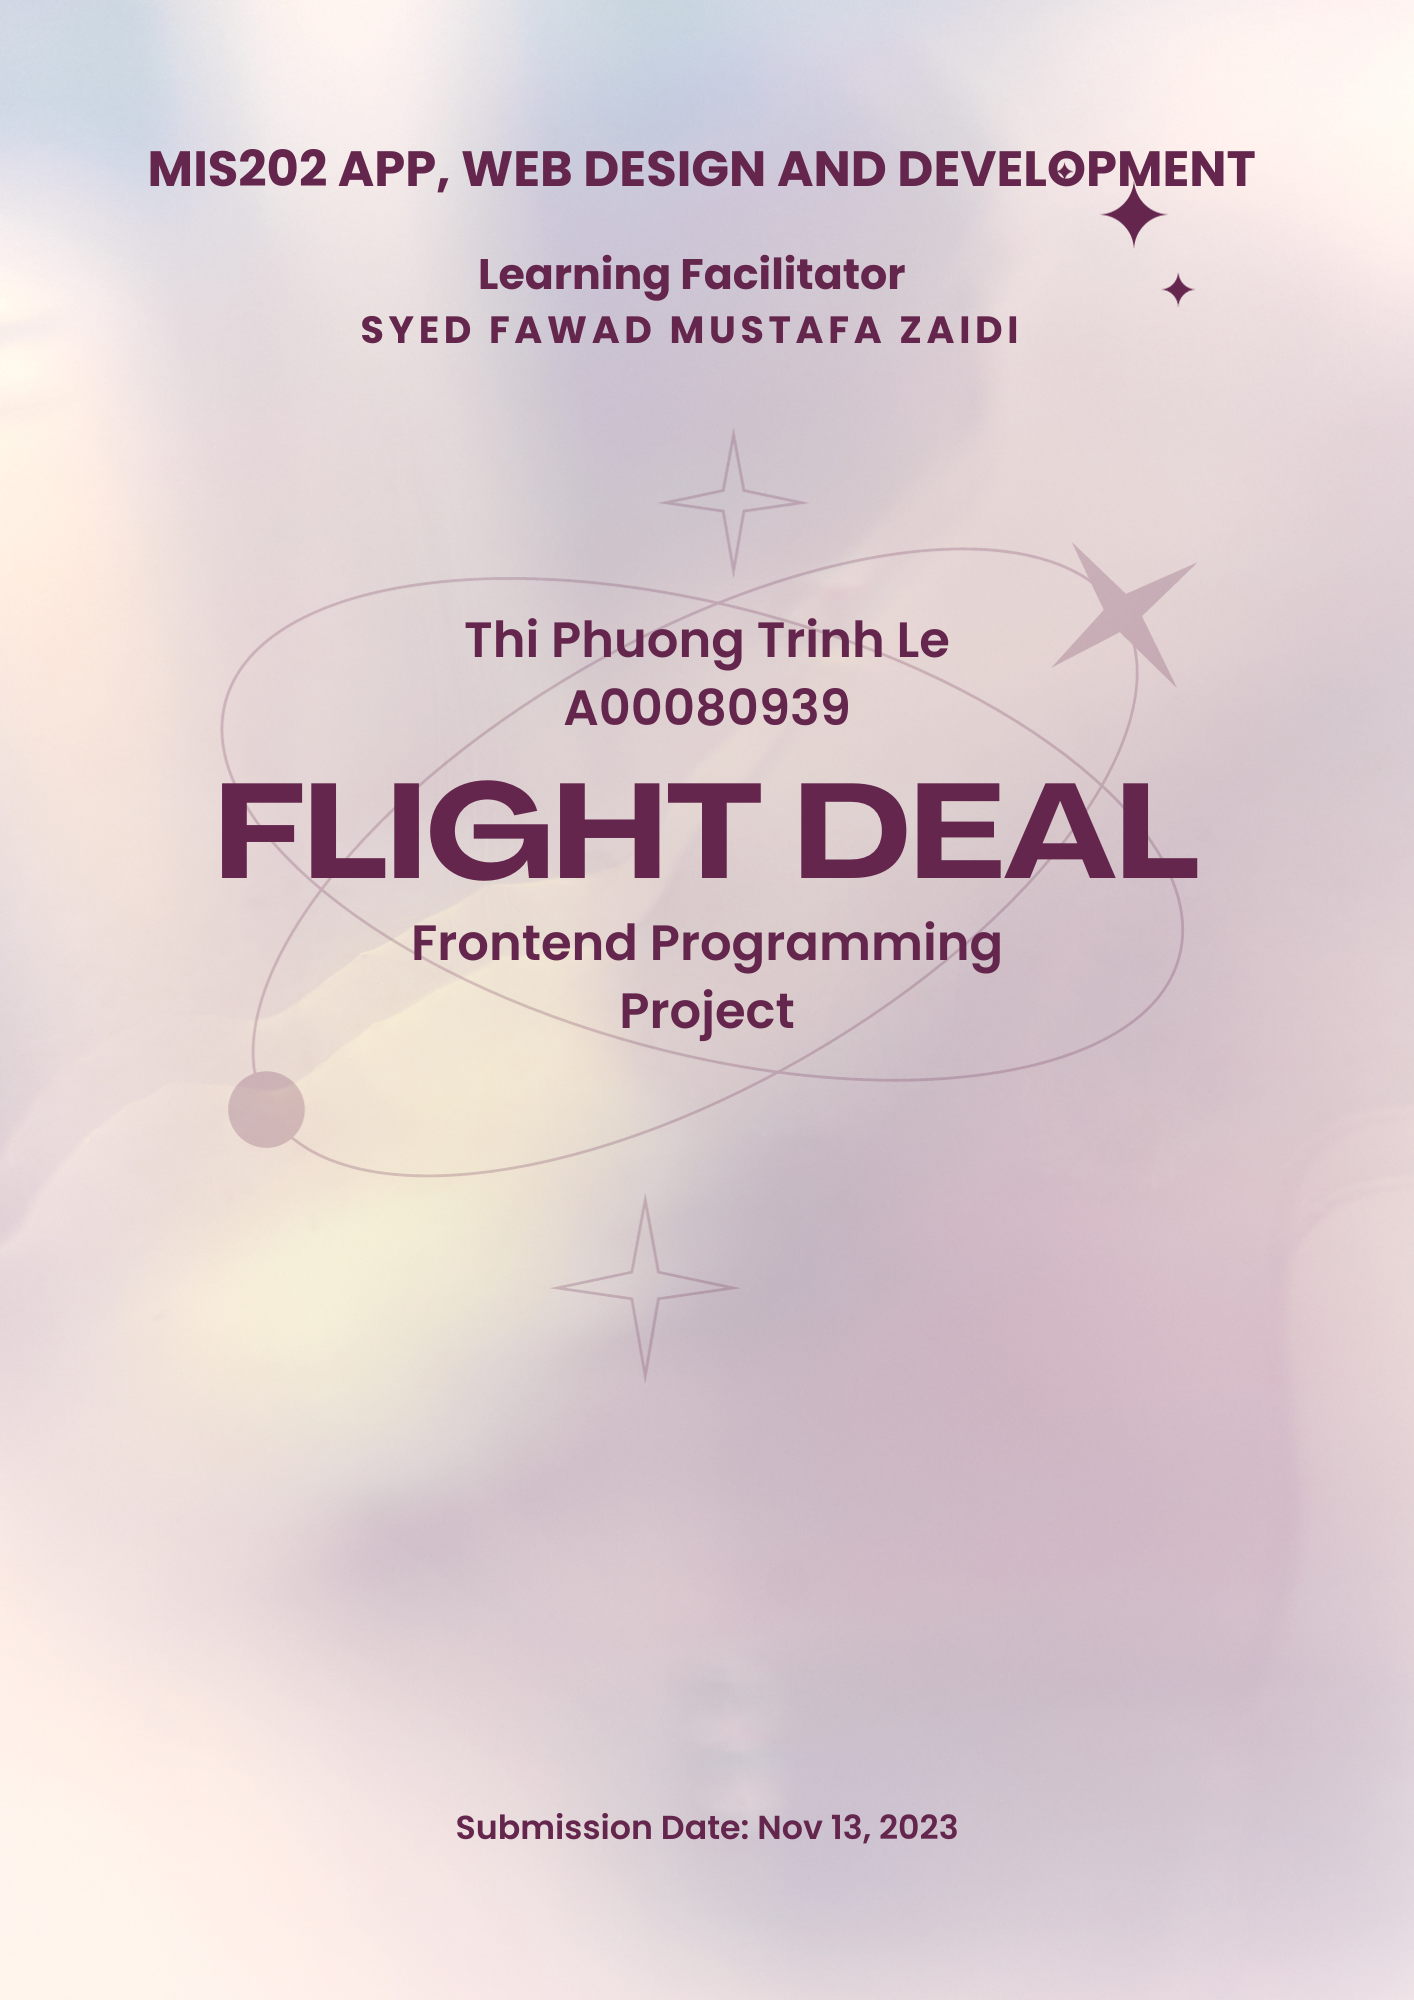 MIS202 APP, WEB DESIGN AND DEVELOPMENT
Learning Facilitator
SYED FAWAD MUSTAFA ZAIDI
Thi Phuong Trinh Le
A00080939
FLIGHT DEAL
Frontend Programming
Project
Submission Date: Nov 13, 2023